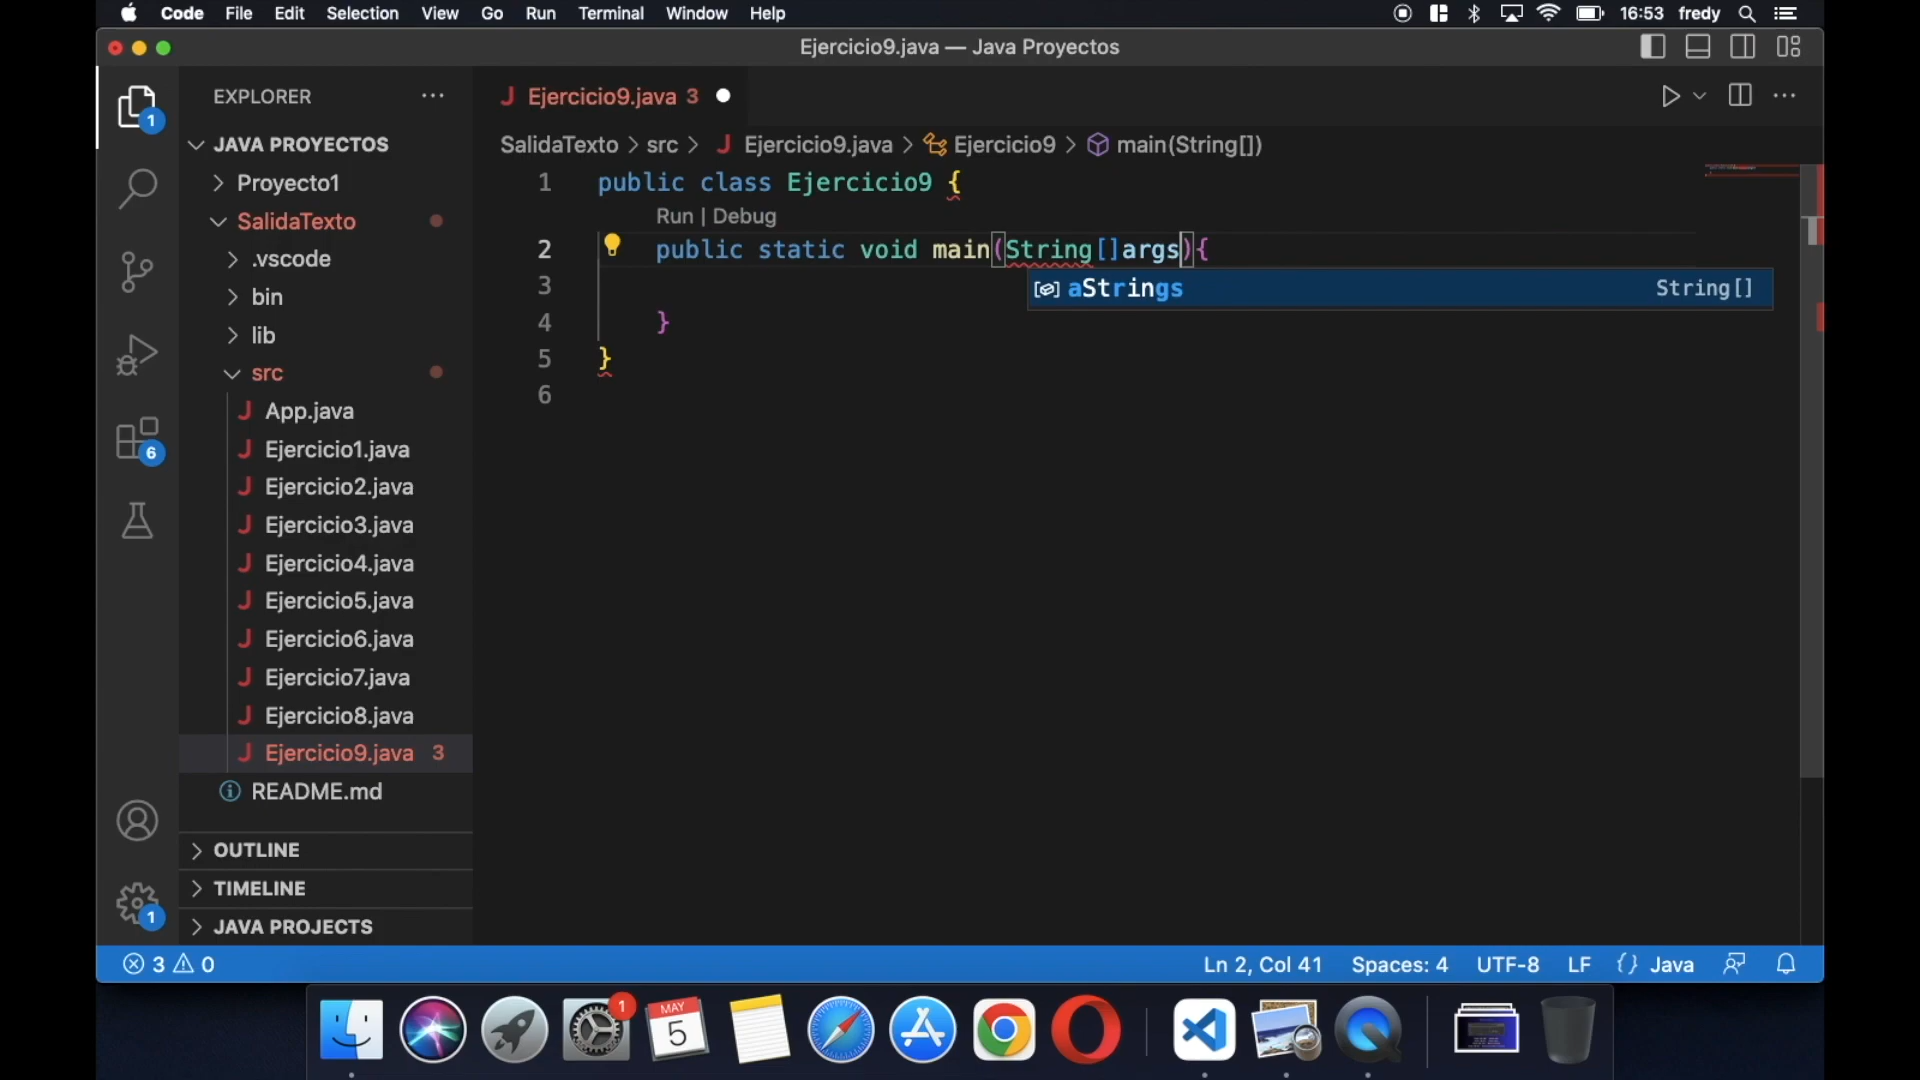 Code File Edit Selection View Go Run Terminal Window Help 16:53 fredy
Ejercicio9.java — Java Proyectos
EXPLORER
1
JAVA PROYECTOS
Proyecto1
SalidaTexto
.vscode
bin
lib
src
App.java
Ejercicio1.java
Ejercicio2.java
Ejercicio3.java
Ejercicio4.java
Ejercicio5.java
Ejercicio6.java
Ejercicio7.java
Ejercicio8.java
Ejercicio9.java 3
README.md
6
OUTLINE
TIMELINE
JAVA PROJECTS
1
Ejercicio9.java 3
SalidaTexto > src > Ejercicio9.java > Ejercicio9 > main(String[])
1 public class Ejercicio9 {
Run | Debug
2 public static void main(String[]args){
aStrings String[]
3
4 }
5 }
6
3 0 Ln 2, Col 41 Spaces: 4 UTF-8 LF {} Java
1
MAY
5